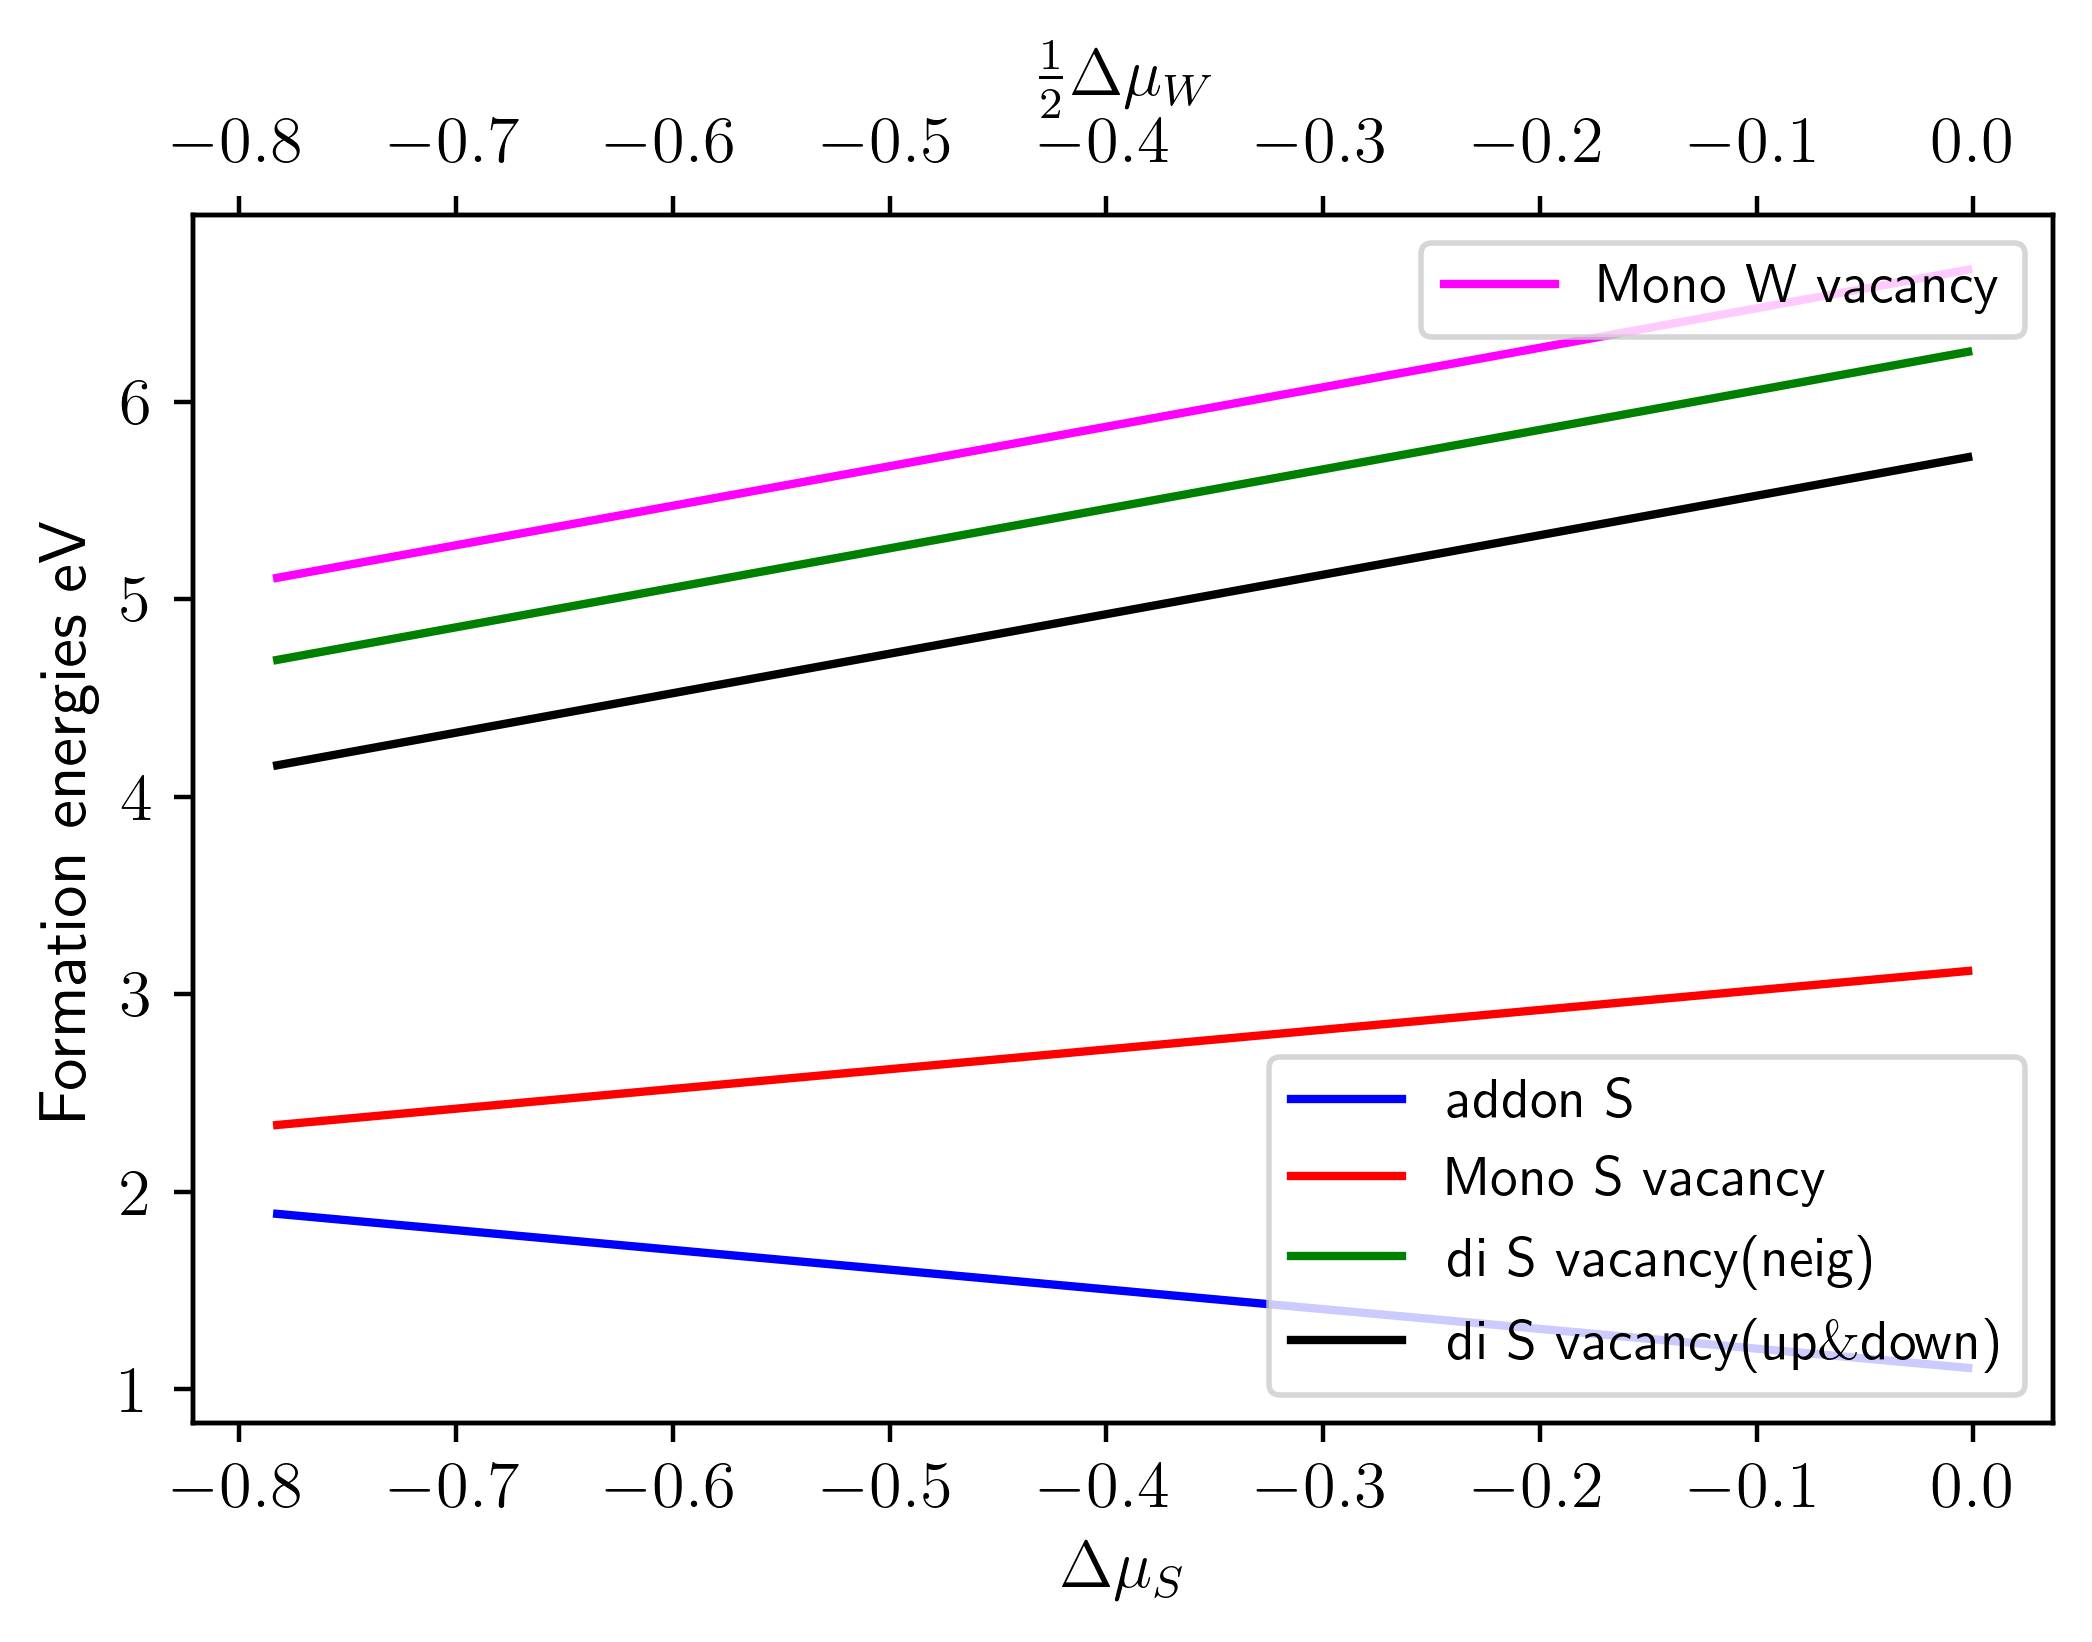 ½Δμ_W
−0.8 −0.7 −0.6 −0.5 −0.4 −0.3 −0.2 −0.1 0.0
Mono W vacancy
6
5
4
3
2
1
Formation energies eV
addon S
Mono S vacancy
di S vacancy(neig)
di S vacancy(up&down)
−0.8 −0.7 −0.6 −0.5 −0.4 −0.3 −0.2 −0.1 0.0
Δμ_S